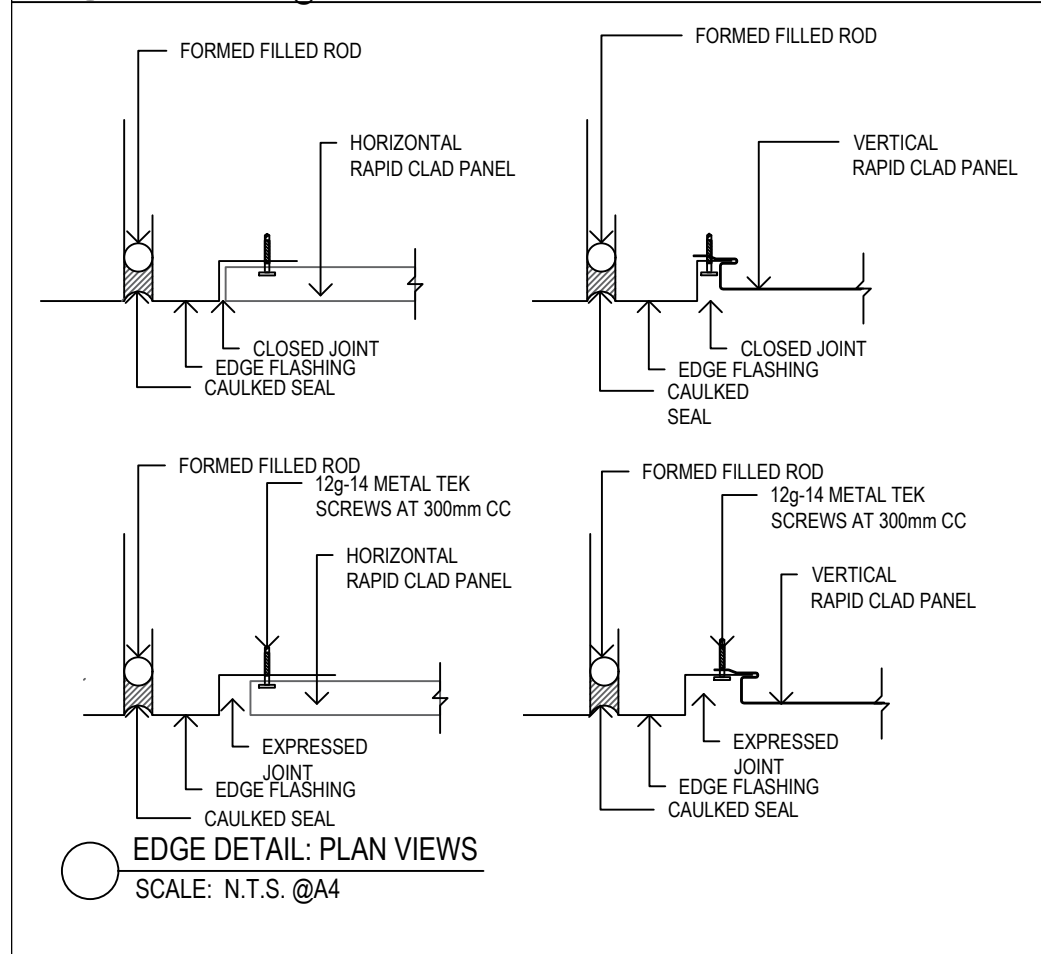 FORMED FILLED ROD
HORIZONTAL
RAPID CLAD PANEL
CLOSED JOINT
EDGE FLASHING
CAULKED SEAL
FORMED FILLED ROD
VERTICAL
RAPID CLAD PANEL
CLOSED JOINT
EDGE FLASHING
CAULKED
SEAL
FORMED FILLED ROD
12g-14 METAL TEK
SCREWS AT 300mm CC
HORIZONTAL
RAPID CLAD PANEL
EXPRESSED
JOINT
EDGE FLASHING
CAULKED SEAL
FORMED FILLED ROD
12g-14 METAL TEK
SCREWS AT 300mm CC
VERTICAL
RAPID CLAD PANEL
EXPRESSED
JOINT
EDGE FLASHING
CAULKED SEAL
EDGE DETAIL: PLAN VIEWS
SCALE: N.T.S. @A4